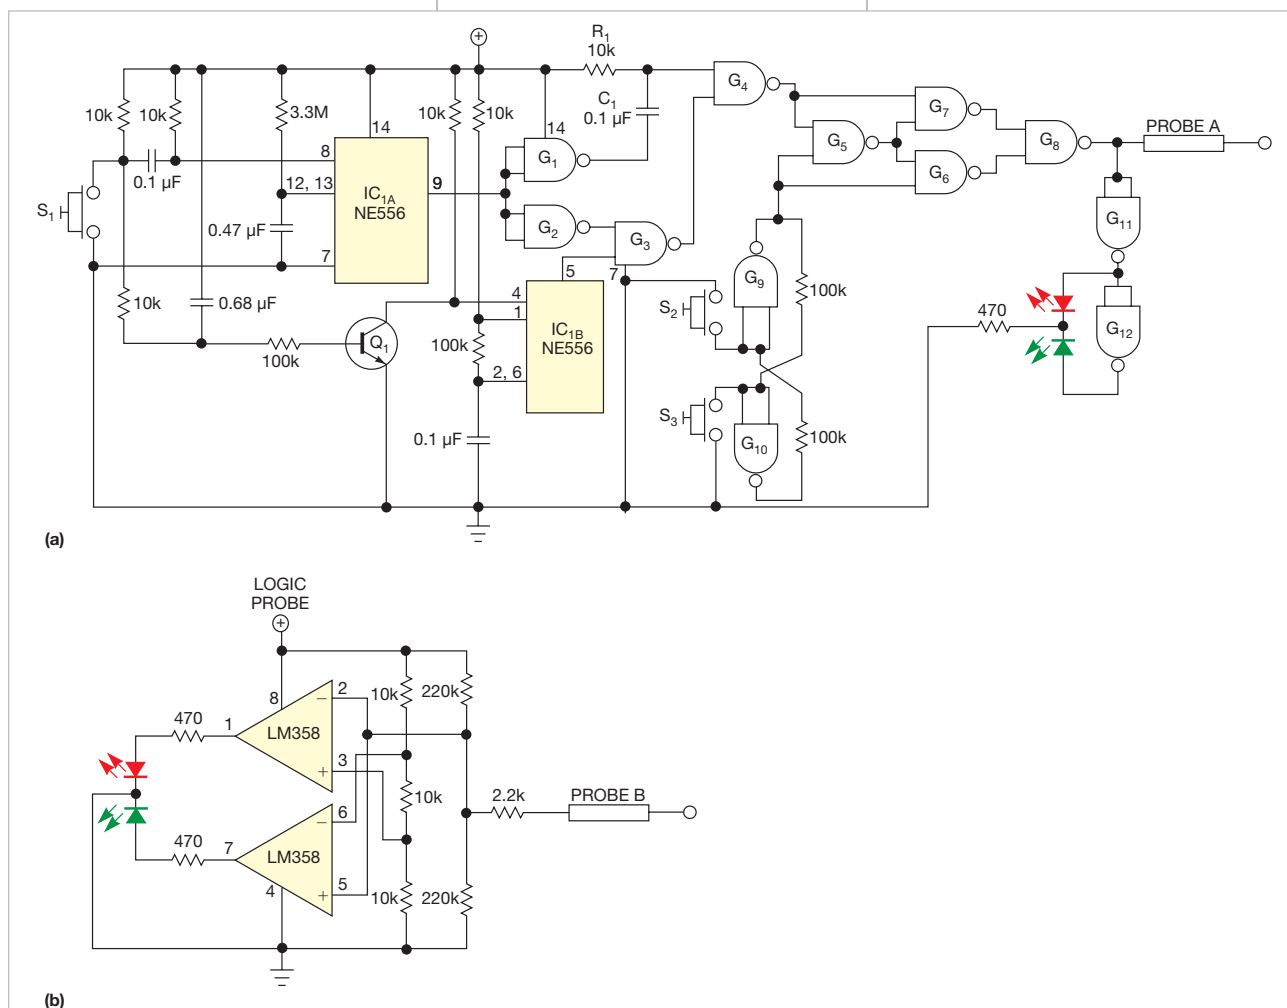 R1
10k
G4
C1
0.1 µF
10k
10k
3.3M
10k
10k
14
14
G1
G7
G5
G8
PROBE A
8
0.1 µF
12, 13
IC1A
NE556
9
G6
S1
0.47 µF
G2
G3
G11
7
5
7
G9
10k
0.68 µF
4
1
IC1B
NE556
S2
100k
470
G12
100k
Q1
100k
2, 6
S3
G10
100k
0.1 µF
(a)
LOGIC
PROBE
8
2
10k
220k
−
470
1
LM358
3
+
10k
2.2k
PROBE B
6
−
470
7
LM358
5
+
4
10k
220k
(b)